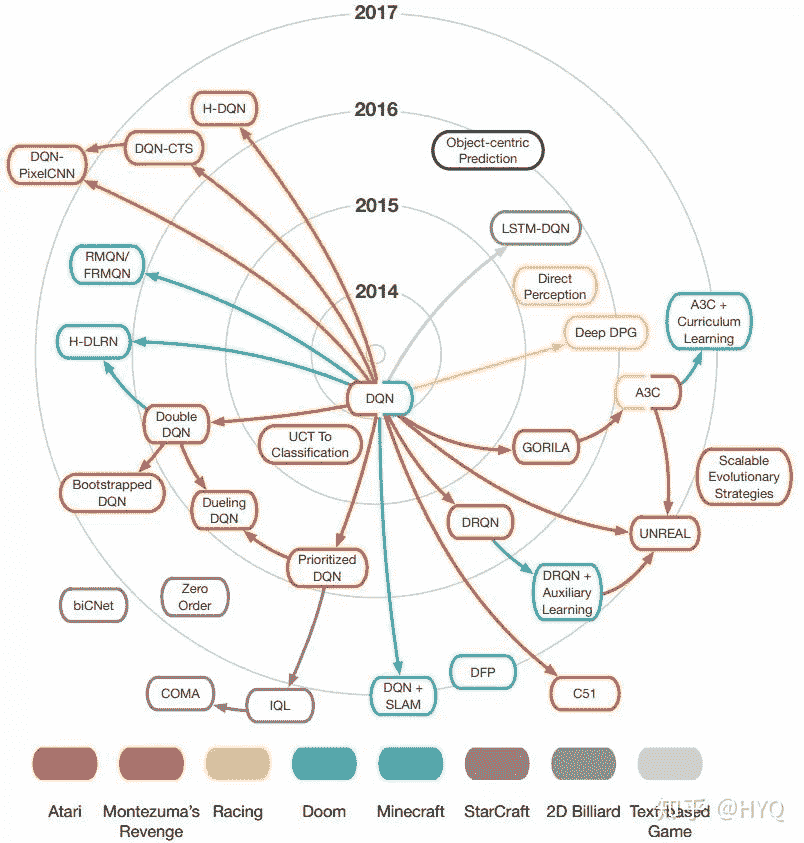 2017
H-DQN
2016
DQN-CTS
Object-centric
Prediction
DQN-
PixelCNN
2015
LSTM-DQN
RMQN/
FRMQN
Direct
Perception
2014
A3C +
Curriculum
Learning
Deep DPG
H-DLRN
DQN
A3C
Double
DQN
UCT To
Classification
GORILA
Scalable
Evolutionary
Strategies
Bootstrapped
DQN
Dueling
DQN
DRQN
UNREAL
Prioritized
DQN
DRQN +
Auxiliary
Learning
biCNet
Zero
Order
DFP
COMA
IQL
DQN +
SLAM
C51
Atari
Montezuma's
Revenge
Racing
Doom
Minecraft
StarCraft
2D Billiard
Text-based
Game
知乎 @HYQ